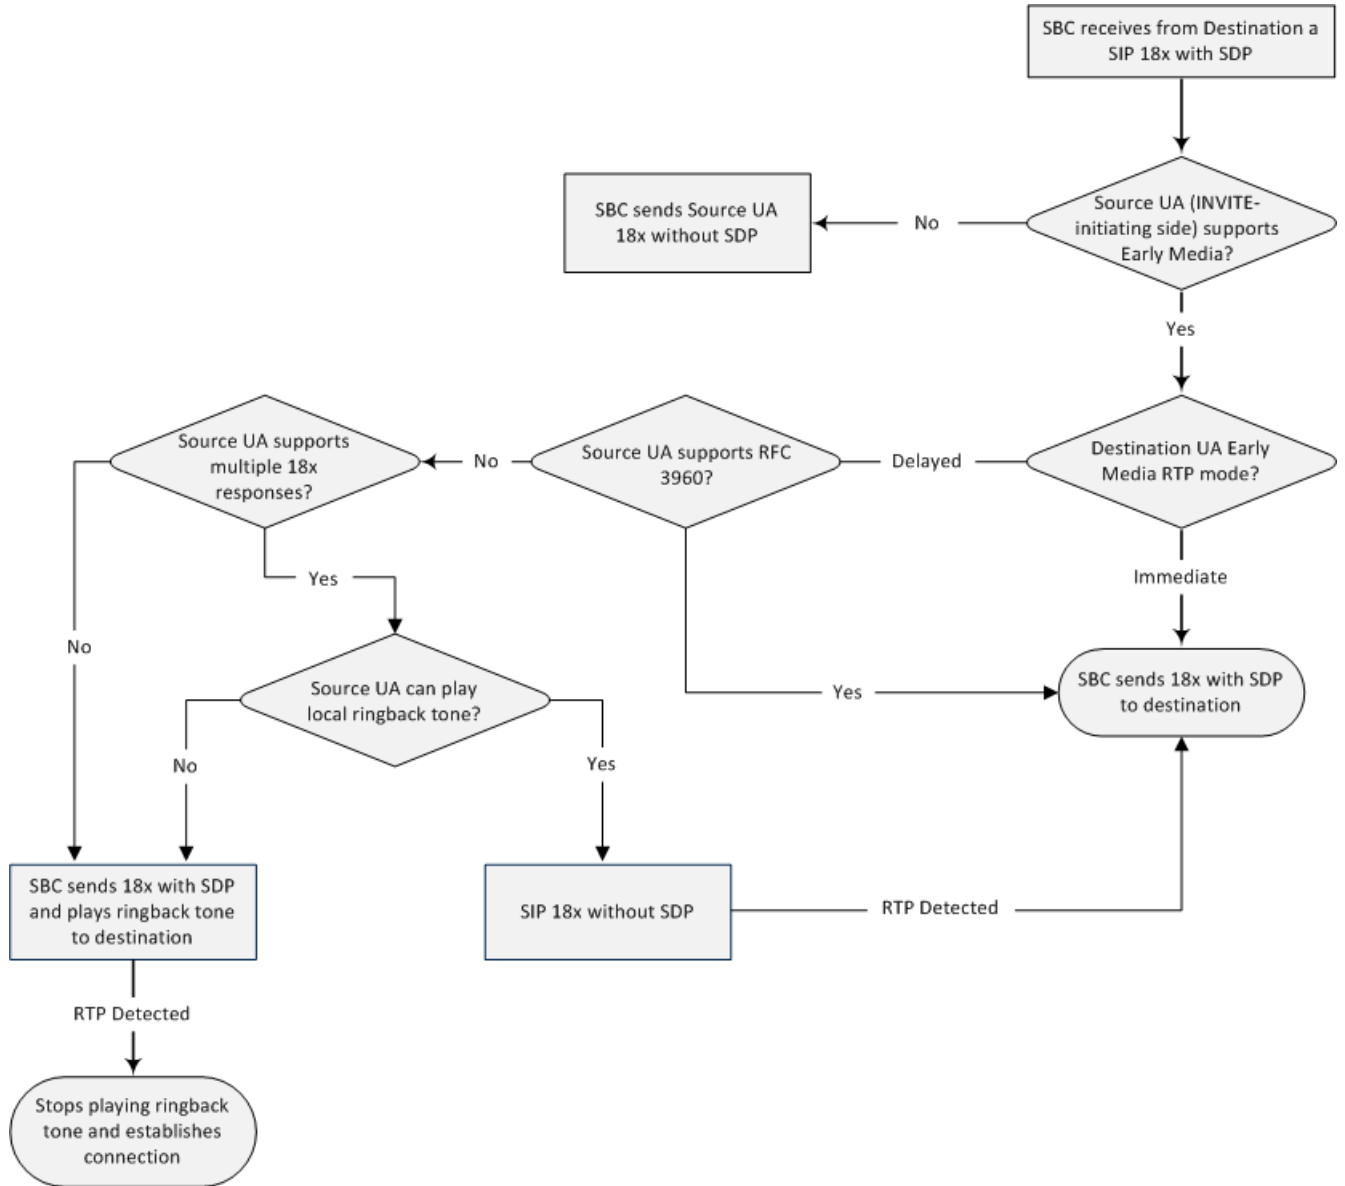 SBC receives from Destination a
SIP 18x with SDP
SBC sends Source UA
18x without SDP
No
Source UA (INVITE-
initiating side) supports
Early Media?
Yes
Source UA supports
multiple 18x
responses?
No
Source UA supports RFC
3960?
Delayed
Destination UA Early
Media RTP mode?
Yes
Immediate
No
Source UA can play
local ringback tone?
Yes
SBC sends 18x with SDP
to destination
No
Yes
SBC sends 18x with SDP
and plays ringback tone
to destination
SIP 18x without SDP
RTP Detected
RTP Detected
Stops playing ringback
tone and establishes
connection